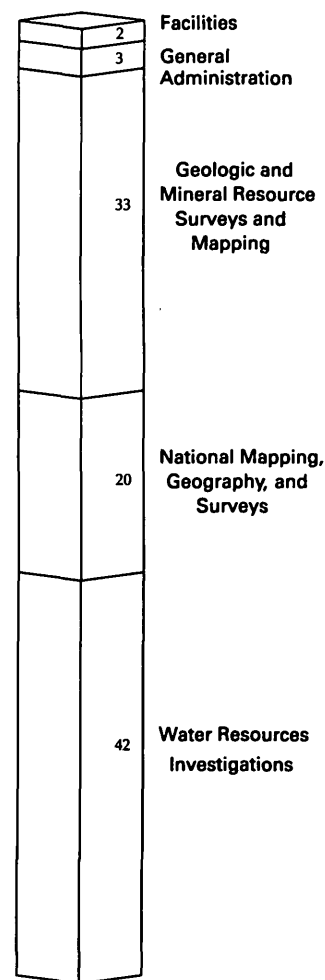 2
Facilities
3
General
Administration
33
Geologic and
Mineral Resource
Surveys and
Mapping
20
National Mapping,
Geography, and
Surveys
42
Water Resources
Investigations